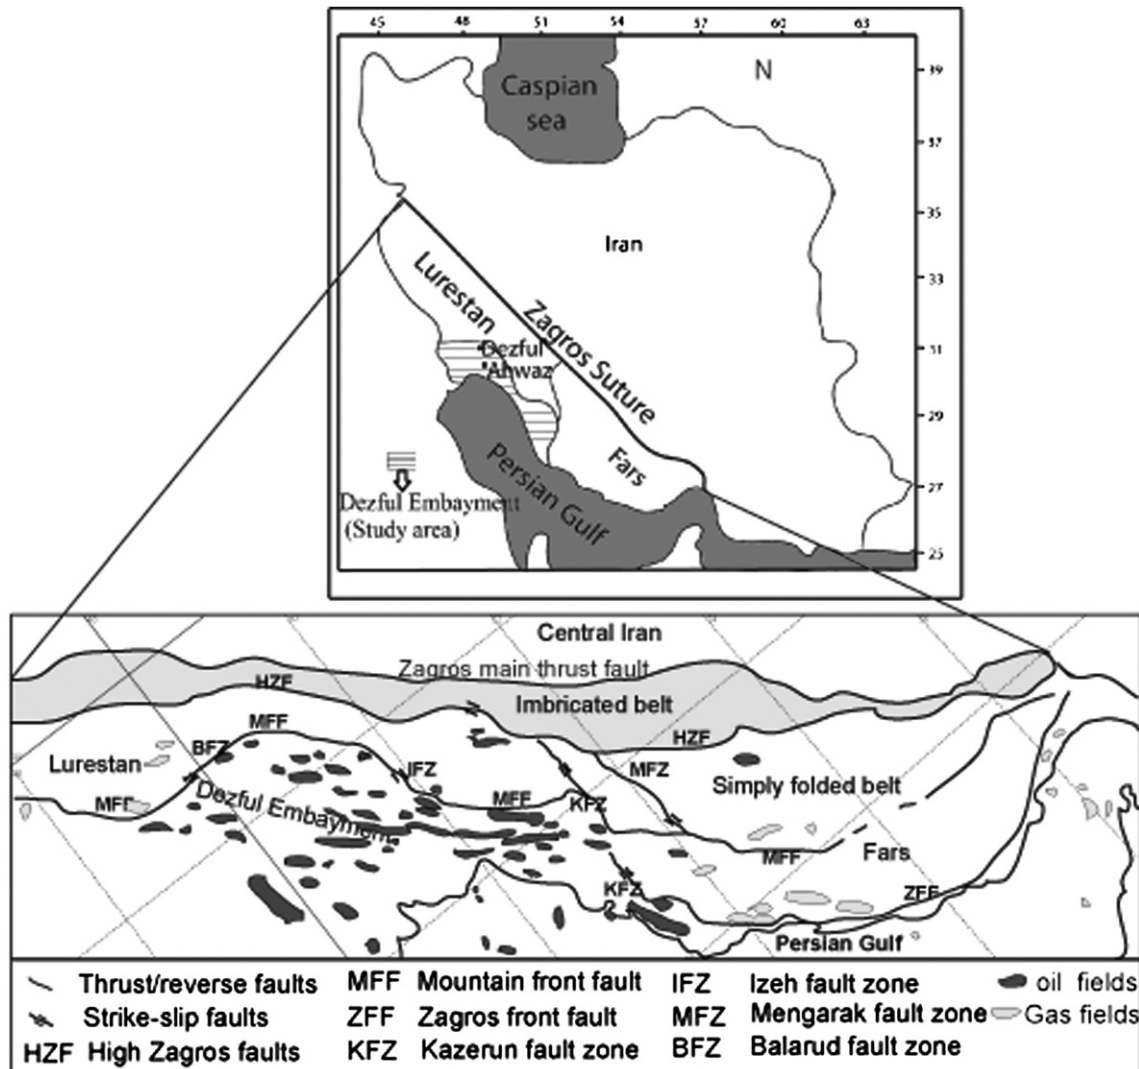 45 48 51 54 57 60 63
N
39
Caspian
sea
37
35
Iran
33
Lurestan
Zagros Suture
31
Dezful
Ahwaz
29
Fars
Persian Gulf
27
Dezful Embayment
(Study area)
25
Central Iran
Zagros main thrust fault
HZF
Imbricated belt
MFF
HZF
BFZ
Lurestan
IFZ
MFZ
Simply folded belt
Dezful Embayment
MFF
MFF
KFZ
MFF
Fars
KFZ
ZFF
Persian Gulf
Thrust/reverse faults MFF Mountain front fault IFZ Izeh fault zone oil fields
Strike-slip faults ZFF Zagros front fault MFZ Mengarak fault zone Gas fields
HZF High Zagros faults KFZ Kazerun fault zone BFZ Balarud fault zone